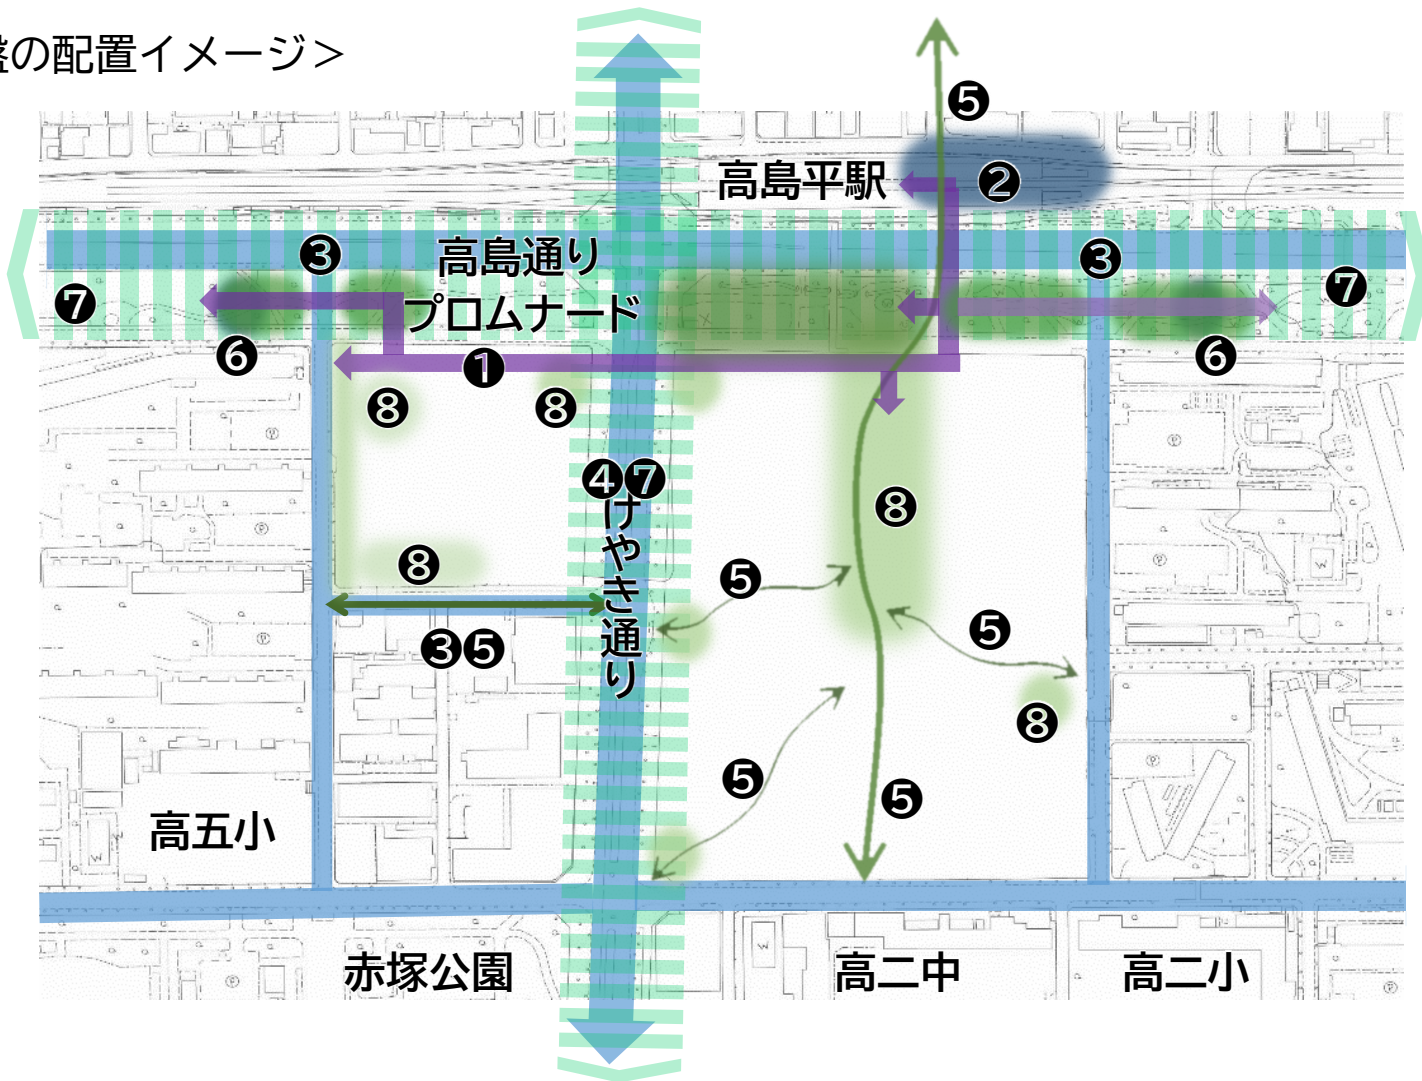 盤の配置イメージ＞
❺
高島平駅
❷
❸
高島通り
❸
❼
プロムナード
❼
❻
❶
❻
❽
❽
❹❼
けやき通り
❽
❽
❺
❸❺
❺
❽
❺
❺
高五小
赤塚公園
高二中
高二小